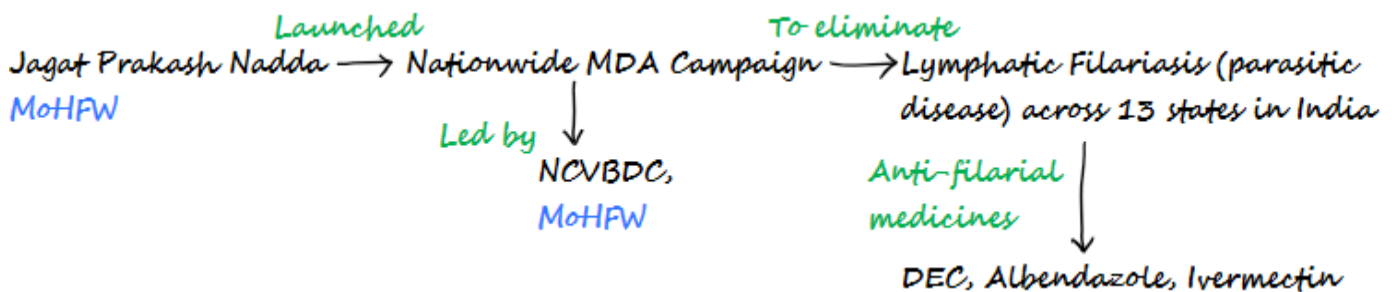 Launched
To eliminate
Jagat Prakash Nadda → Nationwide MDA Campaign → Lymphatic Filariasis (parasitic
MoHFW
disease) across 13 states in India
Led by
NCVBDC,
MoHFW
Anti-filarial
medicines
DEC, Albendazole, Ivermectin